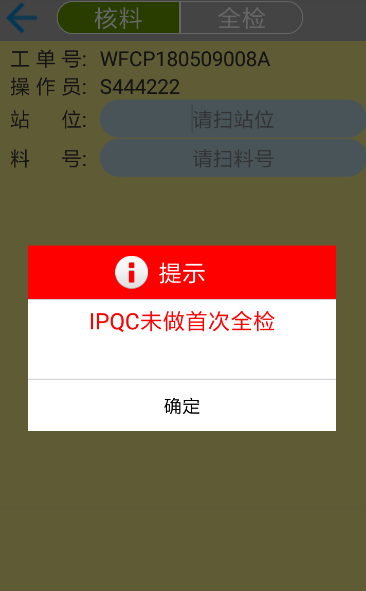 核料 全检
工单号: WFCP180509008A
操作员: S444222
站 位: 请扫站位
料 号: 请扫料号
提示
IPQC未做首次全检
确定